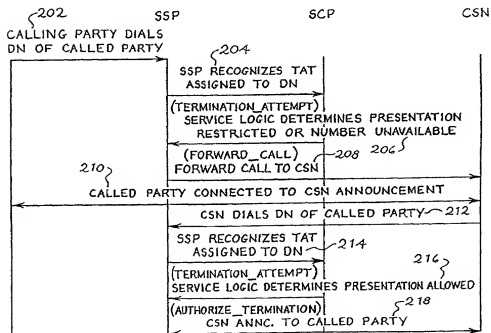 202 SSP SCP CSN
CALLING PARTY DIALS
DN OF CALLED PARTY
204
SSP RECOGNIZES TAT
ASSIGNED TO DN
(TERMINATION_ATTEMPT)
SERVICE LOGIC DETERMINES PRESENTATION
RESTRICTED OR NUMBER UNAVAILABLE
206
(FORWARD_CALL)
FORWARD CALL TO CSN
208
210
CALLED PARTY CONNECTED TO CSN ANNOUNCEMENT
CSN DIALS DN OF CALLED PARTY 212
SSP RECOGNIZES TAT
ASSIGNED TO DN 214
216
(TERMINATION_ATTEMPT)
SERVICE LOGIC DETERMINES PRESENTATION ALLOWED
(AUTHORIZE_TERMINATION) 218
CSN ANNC. TO CALLED PARTY